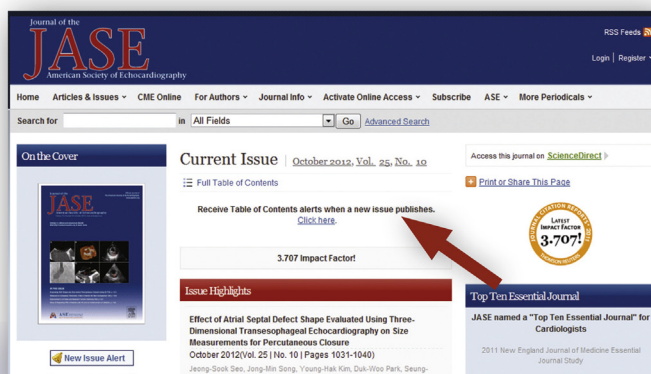 Journal of the
JASE
American Society of Echocardiography
RSS Feeds
Login | Register
Home Articles & Issues CME Online For Authors Journal Info Activate Online Access Subscribe ASE More Periodicals
Search for in All Fields Go Advanced Search
On the Cover
JASE
New Issue Alert
Current Issue | October 2012, Vol. 25, No. 10
Full Table of Contents
Receive Table of Contents alerts when a new issue publishes.
Click here.
3.707 Impact Factor!
Issue Highlights
Effect of Atrial Septal Defect Shape Evaluated Using Three-
Dimensional Transesophageal Echocardiography on Size
Measurements for Percutaneous Closure
October 2012(Vol. 25 | No. 10 | Pages 1031-1040)
Jeong-Sook Seo, Jong-Min Song, Young-Hak Kim, Duk-Woo Park, Seung-
Access this journal on ScienceDirect
Print or Share This Page
JOURNAL CITATION REPORTS 2011
LATEST
IMPACT FACTOR
3.707!
THOMSON REUTERS
Top Ten Essential Journal
JASE named a "Top Ten Essential Journal" for
Cardiologists
2011 New England Journal of Medicine Essential
Journal Study